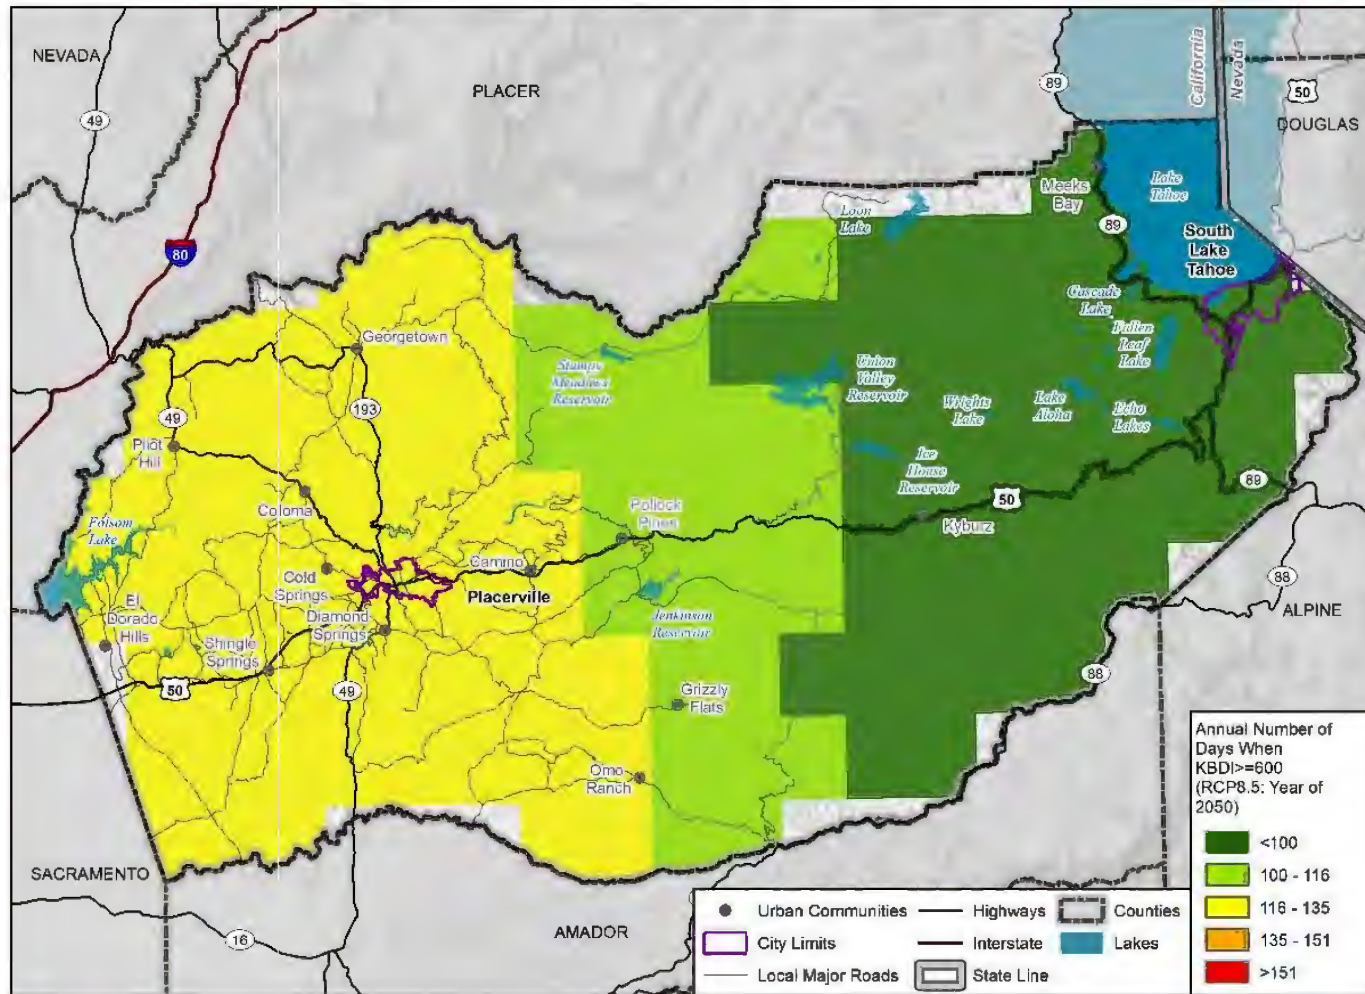 NEVADA
PLACER
89
California
Nevada
50
DOUGLAS
49
80
Meeks
Bay
Lake
Tahoe
Loon
Lake
89
South
Lake
Tahoe
Cascade
Lake
Fallen
Leaf
Lake
Georgetown
Stumpy
Meadows
Reservoir
Union
Valley
Reservoir
Wrights
Lake
Lake
Aloha
Echo
Lakes
49
193
Pilot
Hill
Ice
House
Reservoir
50
89
Coloma
Pollock
Pines
Kyburz
Folsom
Lake
Camino
Cold
Springs
Placerville
88
El
Dorado
Hills
Diamond
Springs
Jenkinson
Reservoir
ALPINE
Shingle
Springs
50
49
Grizzly
Flats
88
Omo
Ranch
SACRAMENTO
16
AMADOR
Annual Number of
Days When
KBDI>=600
(RCP8.5: Year of
2050)
<100
100 - 116
116 - 135
135 - 151
>151
Urban Communities
Highways
Counties
City Limits
Interstate
Lakes
Local Major Roads
State Line